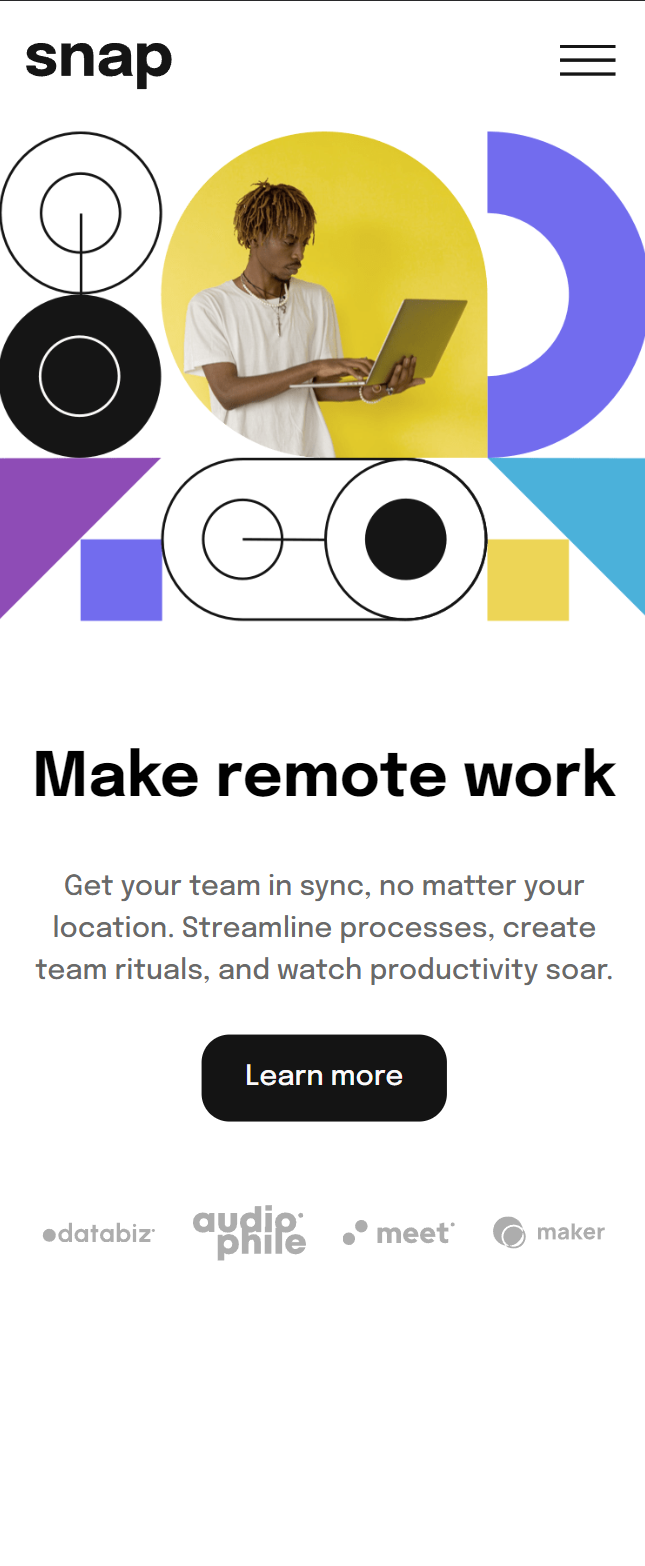 snap
Make remote work
Get your team in sync, no matter your
location. Streamline processes, create
team rituals, and watch productivity soar.
Learn more
databiz
audiophile
meet
maker